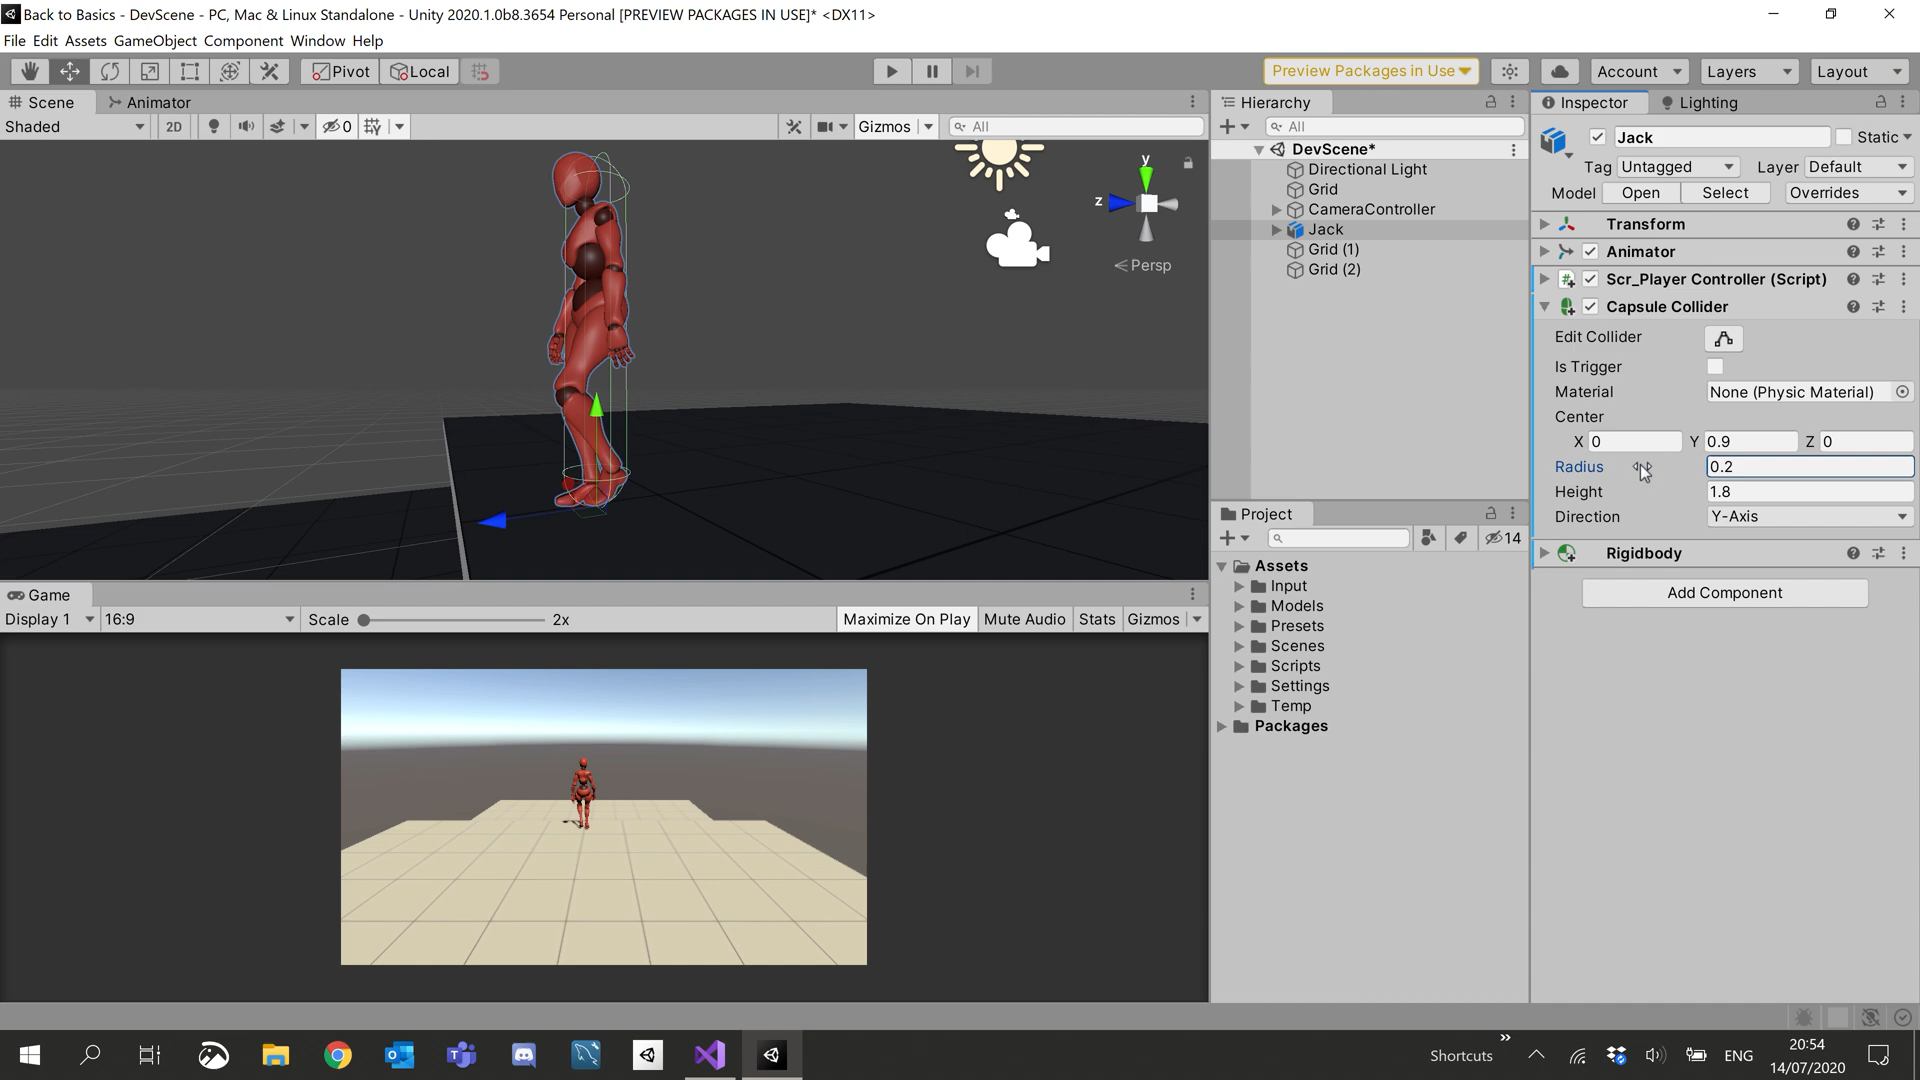 Back to Basics - DevScene - PC, Mac & Linux Standalone - Unity 2020.1.0b8.3654 Personal [PREVIEW PACKAGES IN USE]* <DX11>
File Edit Assets GameObject Component Window Help
Pivot Local Preview Packages in Use Account Layers Layout
Scene Animator
Shaded 2D 0 Gizmos All
y
z
Persp
Hierarchy
All
DevScene*
Directional Light
Grid
CameraController
Jack
Grid (1)
Grid (2)
Project
14
Assets
Input
Models
Presets
Scenes
Scripts
Settings
Temp
Packages
Inspector Lighting
Jack Static
Tag Untagged Layer Default
Model Open Select Overrides
Transform
Animator
Scr_Player Controller (Script)
Capsule Collider
Edit Collider
Is Trigger
Material None (Physic Material)
Center
X 0 Y 0.9 Z 0
Radius 0.2
Height 1.8
Direction Y-Axis
Rigidbody
Add Component
Game
Display 1 16:9 Scale 2x Maximize On Play Mute Audio Stats Gizmos
Shortcuts ENG
20:54
14/07/2020